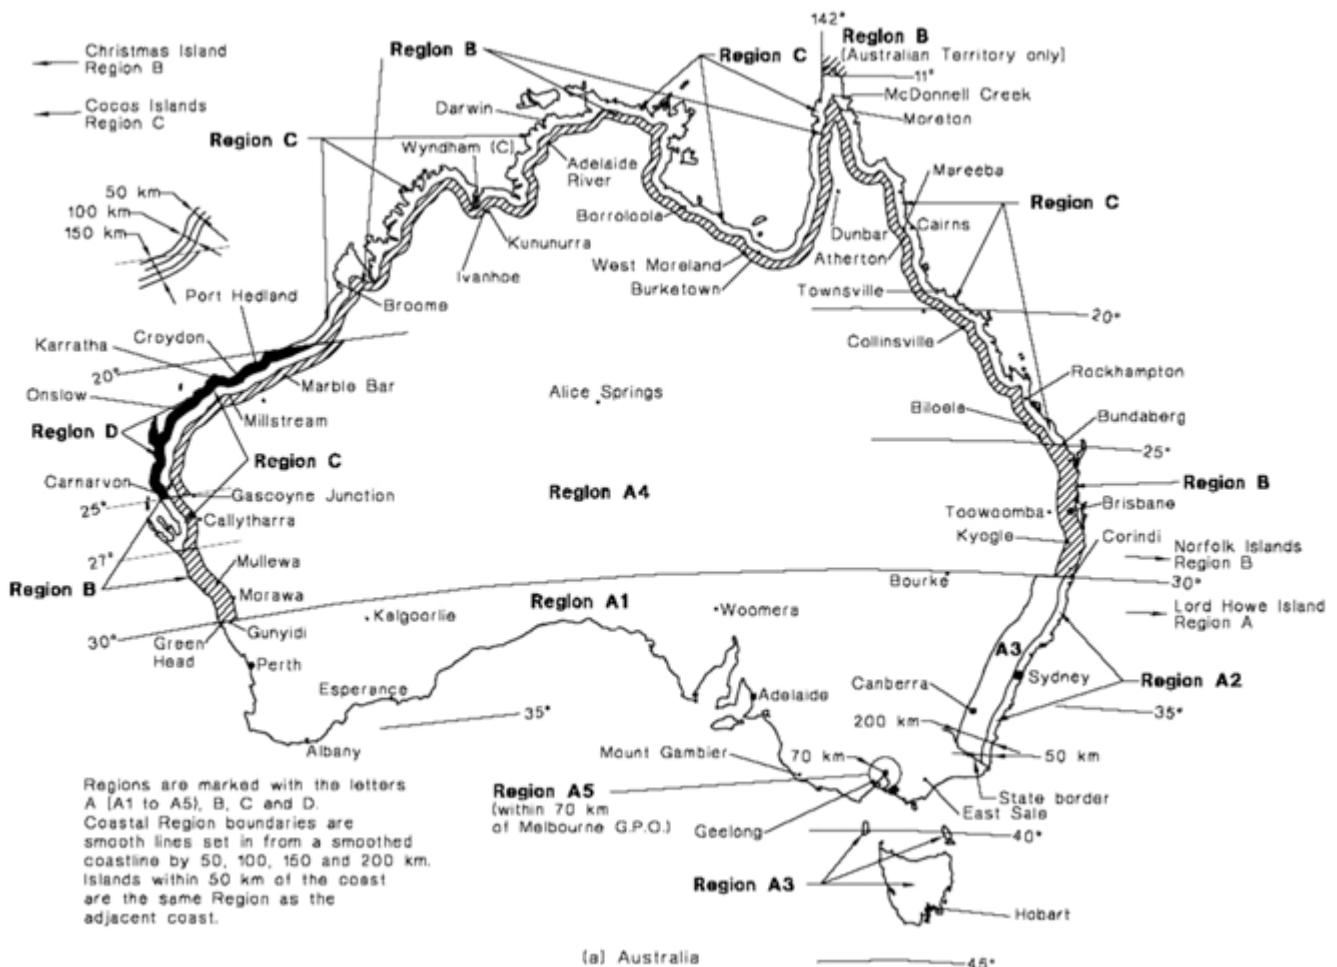 142°
Region B
(Australian Territory only)
11°
McDonnell Creek
Moreton
Christmas Island
Region B
Cocos Islands
Region C
Region B
Region C
Darwin
Region C
Wyndham (C)
Adelaide
River
Mareeba
Region C
50 km
100 km
150 km
Borroloola
Dunbar
Cairns
Kununurra
Atherton
Ivanhoe
West Moreland
Burketown
Townsville
Port Hedland
Broome
20°
Croydon
Collinsville
Karratha
20°
Marble Bar
Alice Springs
Rockhampton
Onslow
Millstream
Biloela
Bundaberg
Region D
25°
Region C
Carnarvon
Gascoyne Junction
Region A4
Region B
25°
Callytharra
Toowoomba
Brisbane
Kyogle
Corindi
27°
Mullewa
Norfolk Islands
Region B
Region B
Bourke
30°
Morawa
Region A1
Woomera
Lord Howe Island
Region A
Kalgoorlie
30°
Gunyidi
Green
Head
Perth
A3
Sydney
Region A2
Esperance
Adelaide
Canberra
35°
200 km
35°
Albany
Mount Gambier
70 km
50 km
Regions are marked with the letters
A (A1 to A5), B, C and D.
Coastal Region boundaries are
smooth lines set in from a smoothed
coastline by 50, 100, 150 and 200 km.
Islands within 50 km of the coast
are the same Region as the
adjacent coast.
Region A5
(within 70 km
of Melbourne G.P.O.)
State border
East Sale
Geelong
40°
Region A3
Hobart
(a) Australia
45°